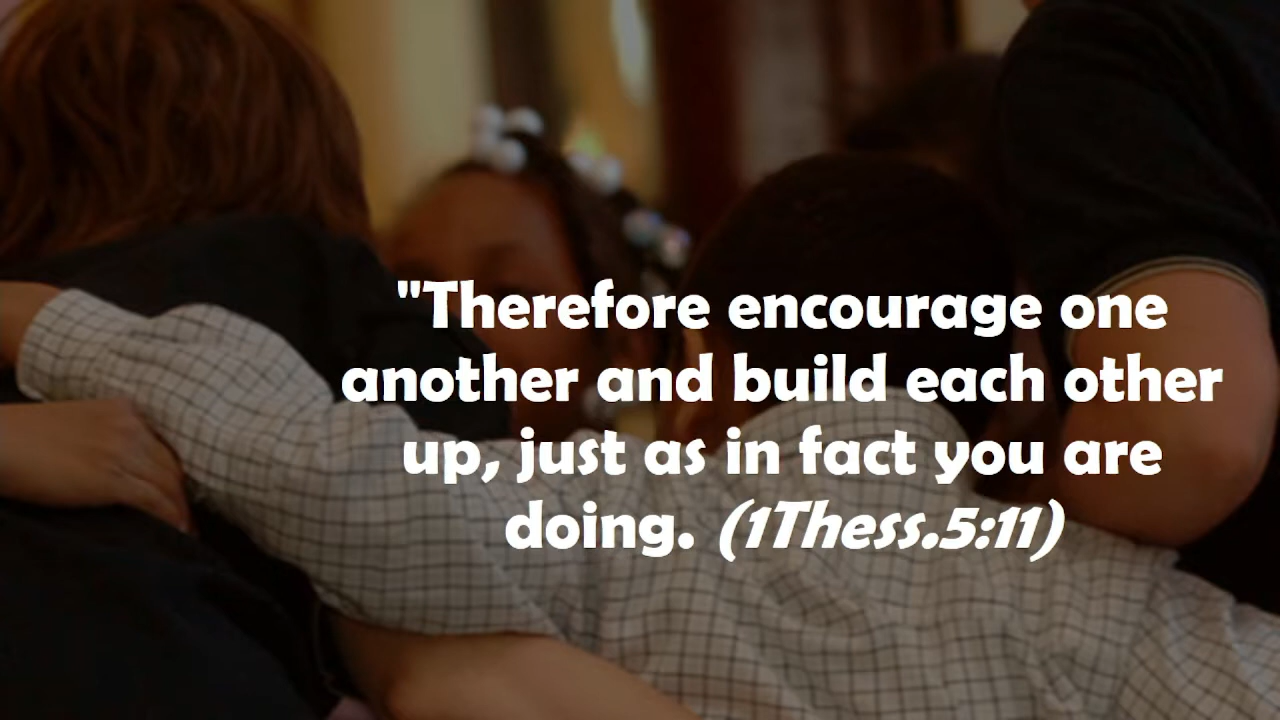 "Therefore encourage one
another and build each other
up, just as in fact you are
doing. (1Thess.5:11)